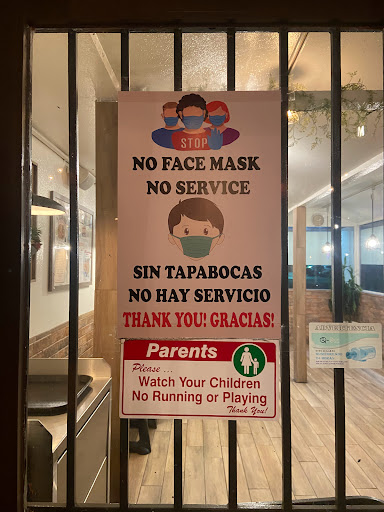 STOP
NO FACE MASK
NO SERVICE
SIN TAPABOCAS
NO HAY SERVICIO
THANK YOU! GRACIAS!
Parents
Please ...
Watch Your Children
No Running or Playing
Thank You!